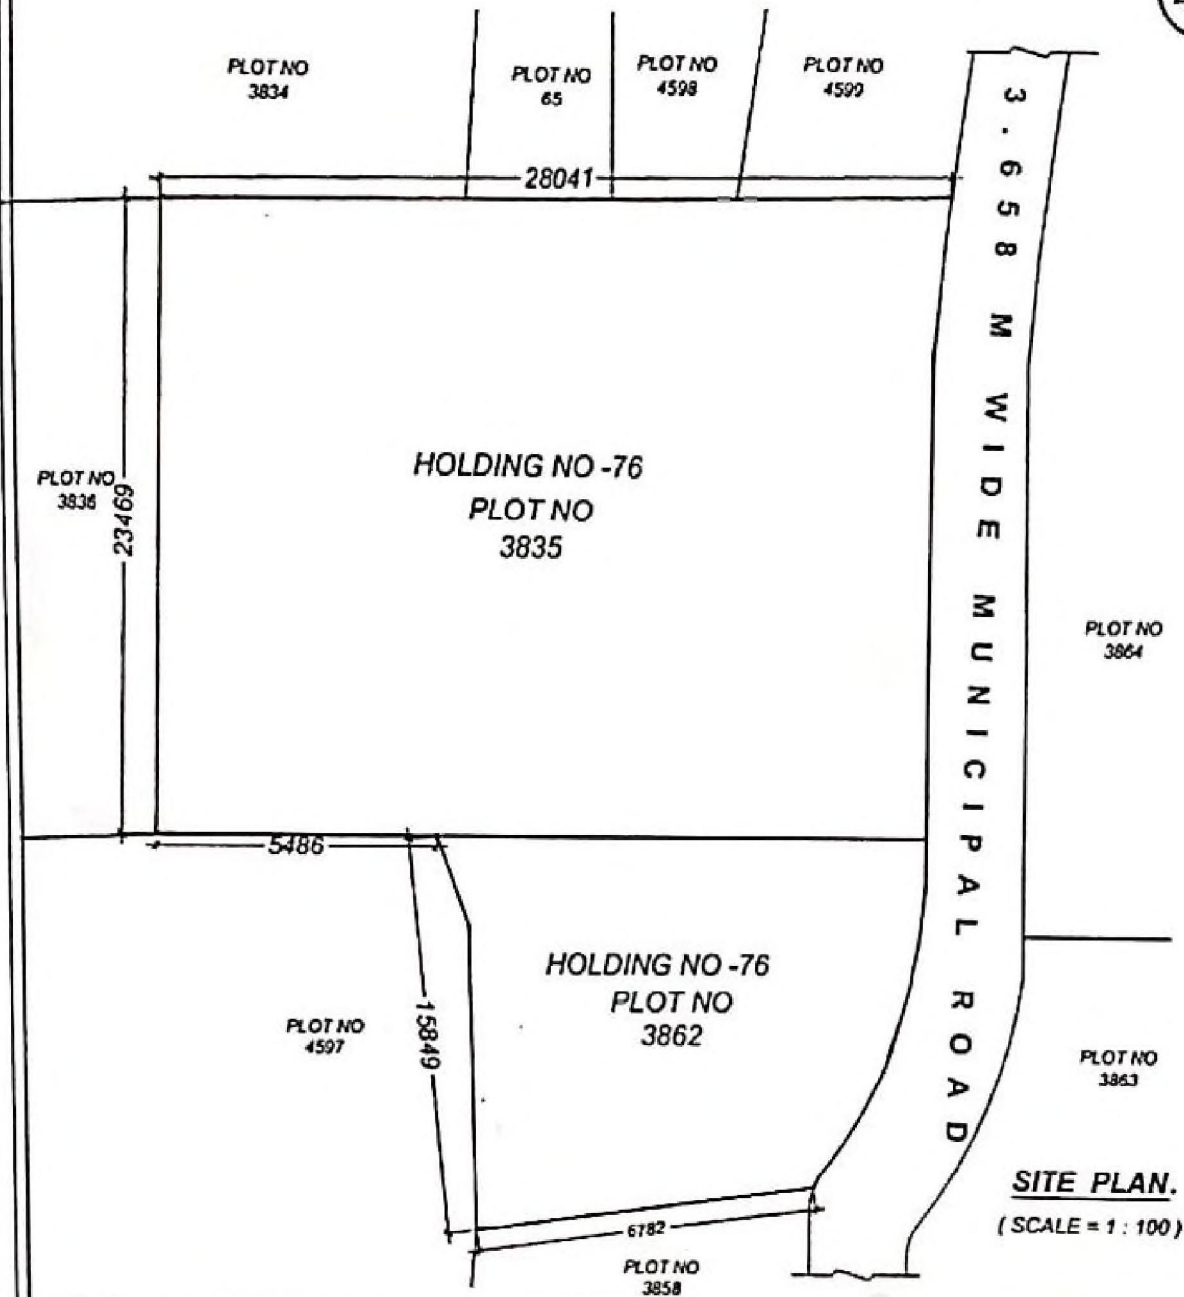 PLOT NO
3834
PLOT NO
65
PLOT NO
4598
PLOT NO
4599
28041
3.658 M WIDE MUNICIPAL ROAD
PLOT NO
3836
23469
HOLDING NO -76
PLOT NO
3835
PLOT NO
3864
5486
HOLDING NO -76
PLOT NO
3862
15849
PLOT NO
4597
PLOT NO
3863
SITE PLAN.
( SCALE = 1 : 100 )
6782
PLOT NO
3858